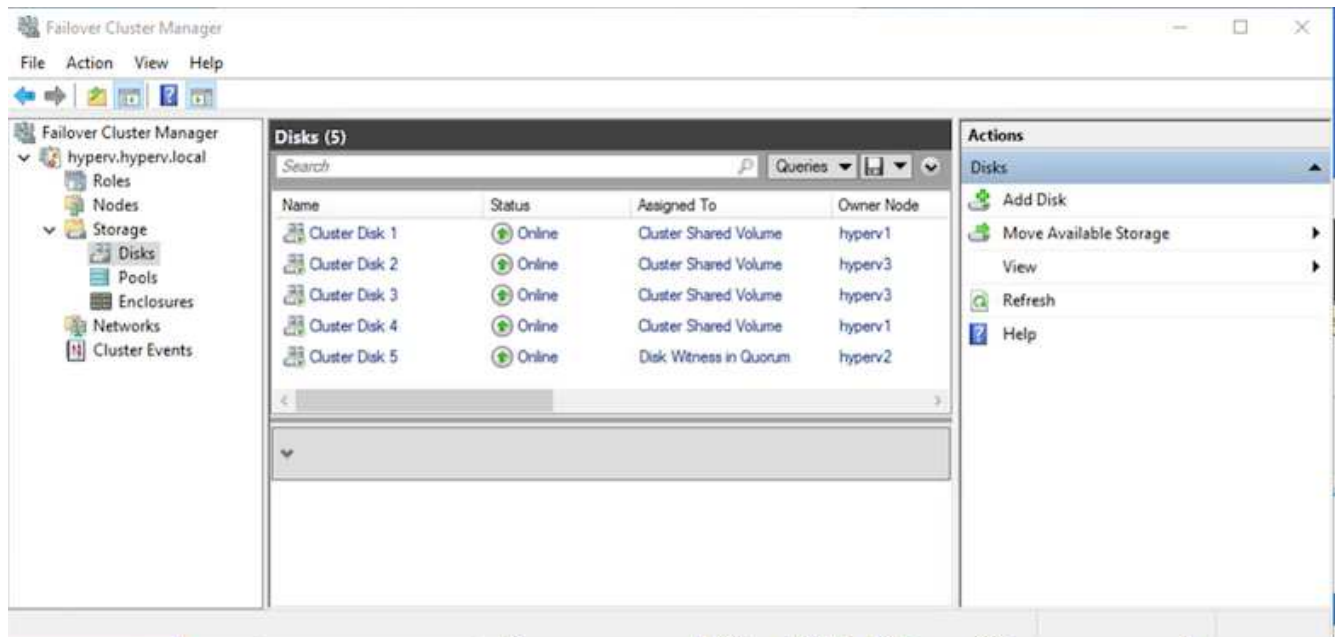 Failover Cluster Manager
File Action View Help
Failover Cluster Manager
hyperv.hyperv.local
Roles
Nodes
Storage
Disks
Pools
Enclosures
Networks
Cluster Events
Disks (5)
Search Queries
Name Status Assigned To Owner Node
Cluster Disk 1 Online Cluster Shared Volume hyperv1
Cluster Disk 2 Online Cluster Shared Volume hyperv3
Cluster Disk 3 Online Cluster Shared Volume hyperv3
Cluster Disk 4 Online Cluster Shared Volume hyperv1
Cluster Disk 5 Online Disk Witness in Quorum hyperv2
Actions
Disks
Add Disk
Move Available Storage
View
Refresh
Help